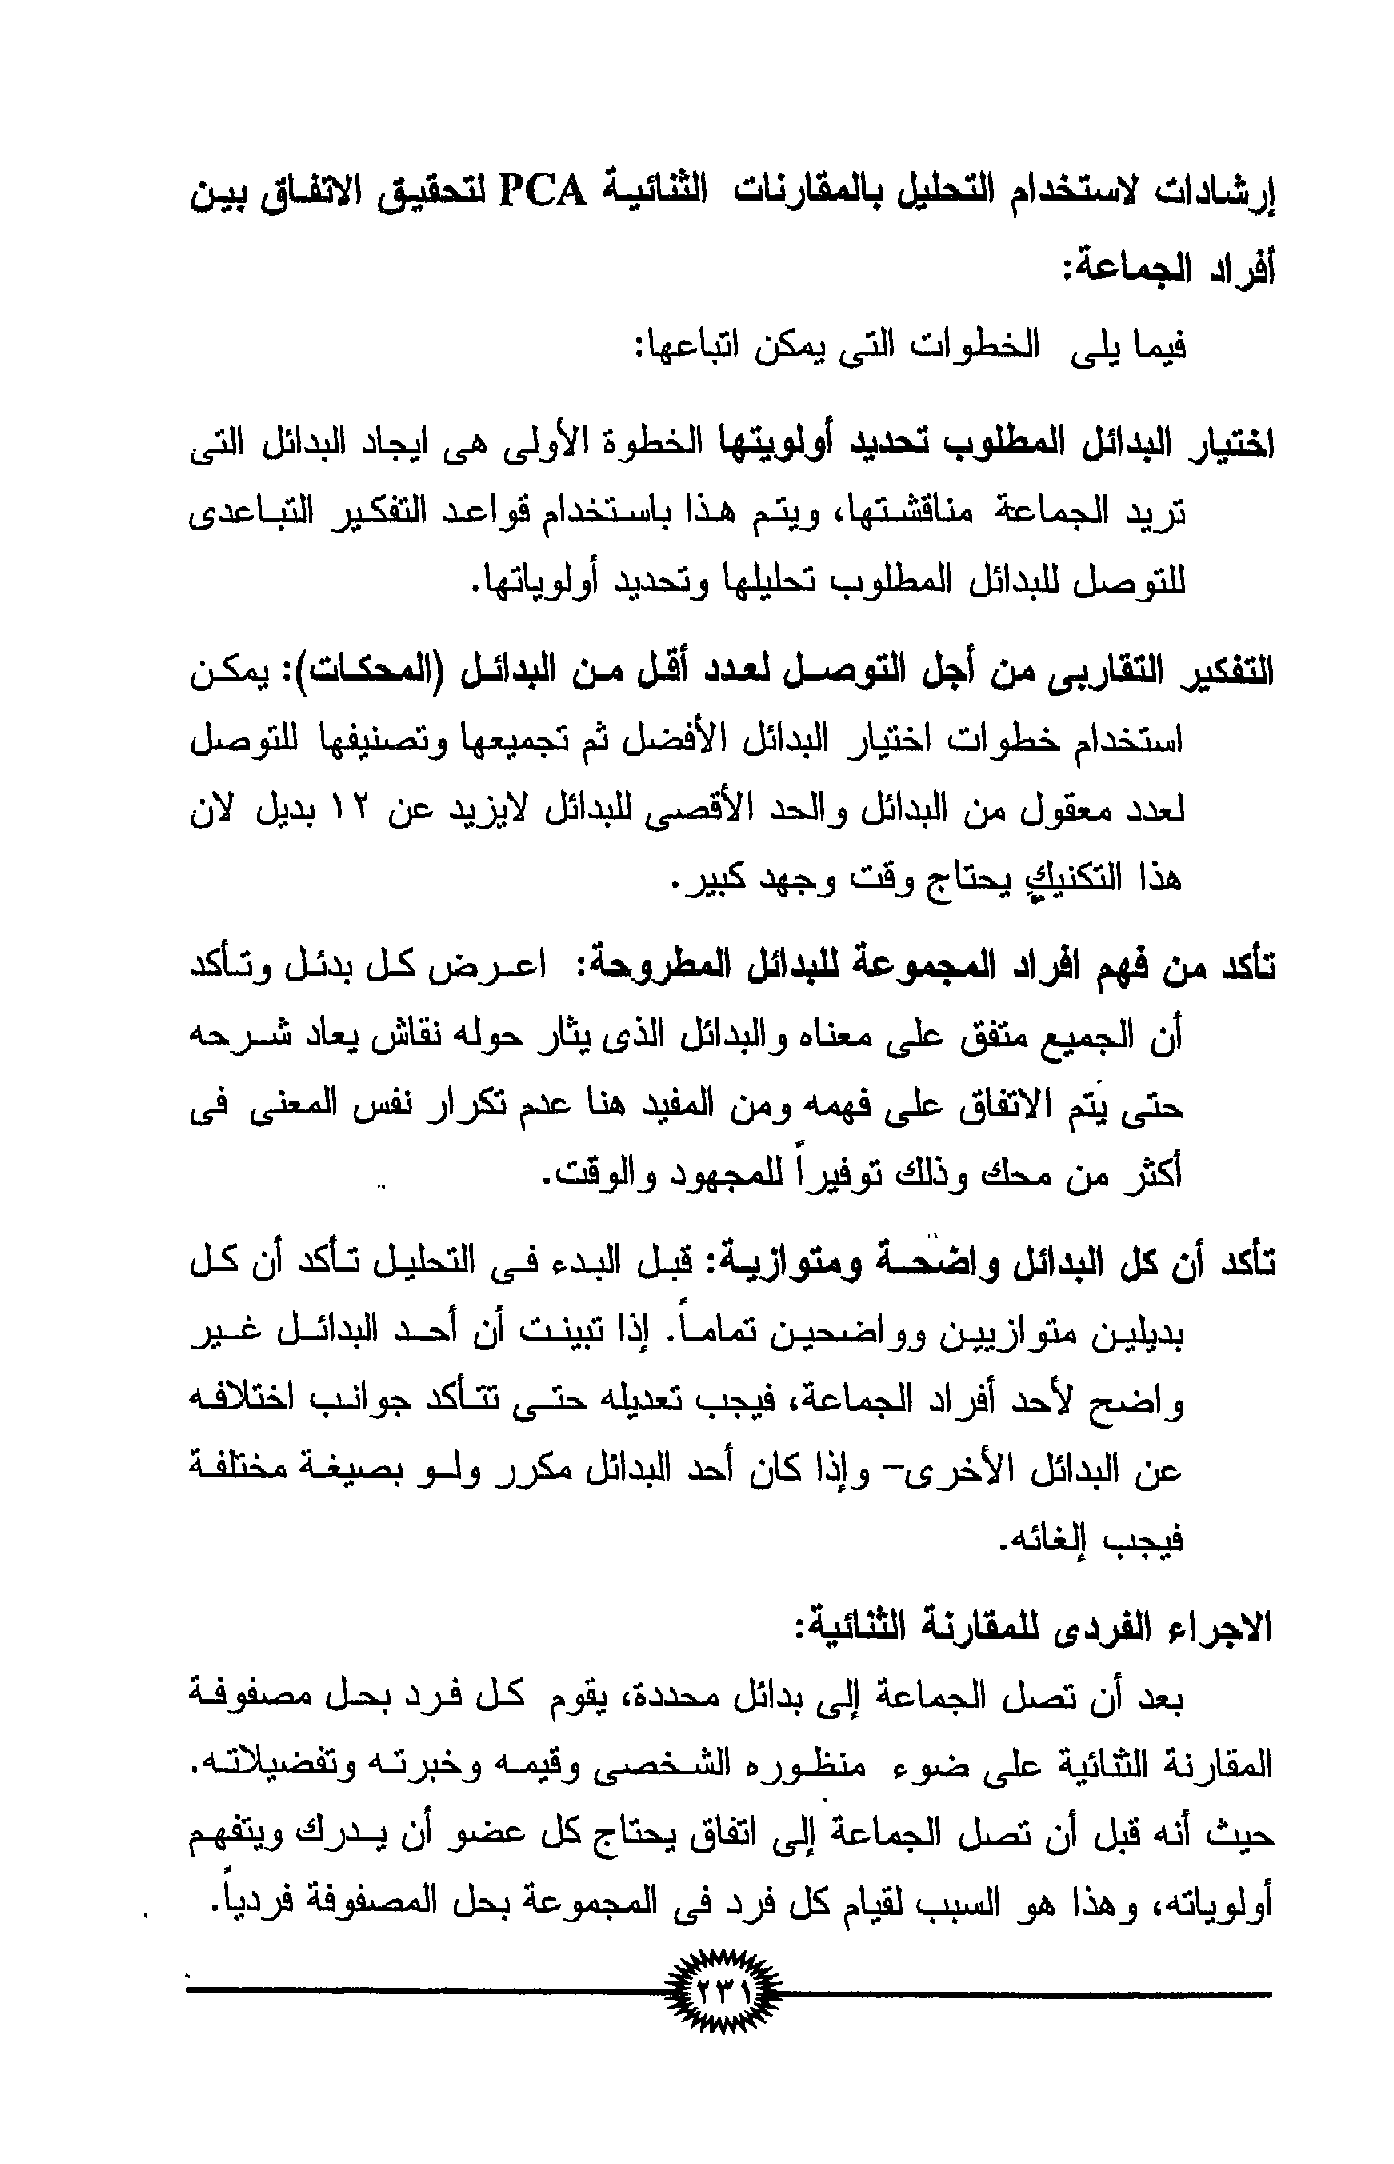 إرشادات لاستخدام التحليل بالمقارنات الثنائية PCA لتحقيق الاتفاق بين
أفراد الجماعة:
فيما يلى الخطوات التى يمكن اتباعها:
اختيار البدائل المطلوب تحديد أولويتها الخطوة الأولى هى ايجاد البدائل التى
تريد الجماعة مناقشتها، ويتم هذا باستخدام قواعد التفكير التباعدى
للتوصل للبدائل المطلوب تحليلها وتحديد أولوياتها.
التفكير التقاربى من أجل التوصل لعدد أقل من البدائل (المحكات): يمكن
استخدام خطوات اختيار البدائل الأفضل ثم تجميعها وتصنيفها للتوصل
لعدد معقول من البدائل والحد الأقصى للبدائل لايزيد عن ١٢ بديل لان
هذا التكنيك يحتاج وقت وجهد كبير.
تأكد من فهم افراد المجموعة للبدائل المطروحة: اعرض كل بدئل وتأكد
أن الجميع متفق على معناه والبدائل الذى يثار حوله نقاش يعاد شرحه
حتى يتم الاتفاق على فهمه ومن المفيد هنا عدم تكرار نفس المعنى فى
أكثر من محك وذلك توفيراً للمجهود والوقت.
تأكد أن كل البدائل واضحة ومتوازية: قبل البدء فى التحليل تأكد أن كل
بديلين متوازيين وواضحين تماماً. إذا تبينت أن أحد البدائل غير
واضح لأحد أفراد الجماعة، فيجب تعديله حتى تتأكد جوانب اختلافه
عن البدائل الأخرى- وإذا كان أحد البدائل مكرر ولو بصيغة مختلفة
فيجب إلغائه.
الاجراء الفردى للمقارنة الثنائية:
بعد أن تصل الجماعة إلى بدائل محددة، يقوم كل فرد بحل مصفوفة
المقارنة الثنائية على ضوء منظوره الشخصى وقيمه وخبرته وتفضيلاته.
حيث أنه قبل أن تصل الجماعة إلى اتفاق يحتاج كل عضو أن يدرك ويتفهم
أولوياته، وهذا هو السبب لقيام كل فرد فى المجموعة بحل المصفوفة فردياً.
٢٣١